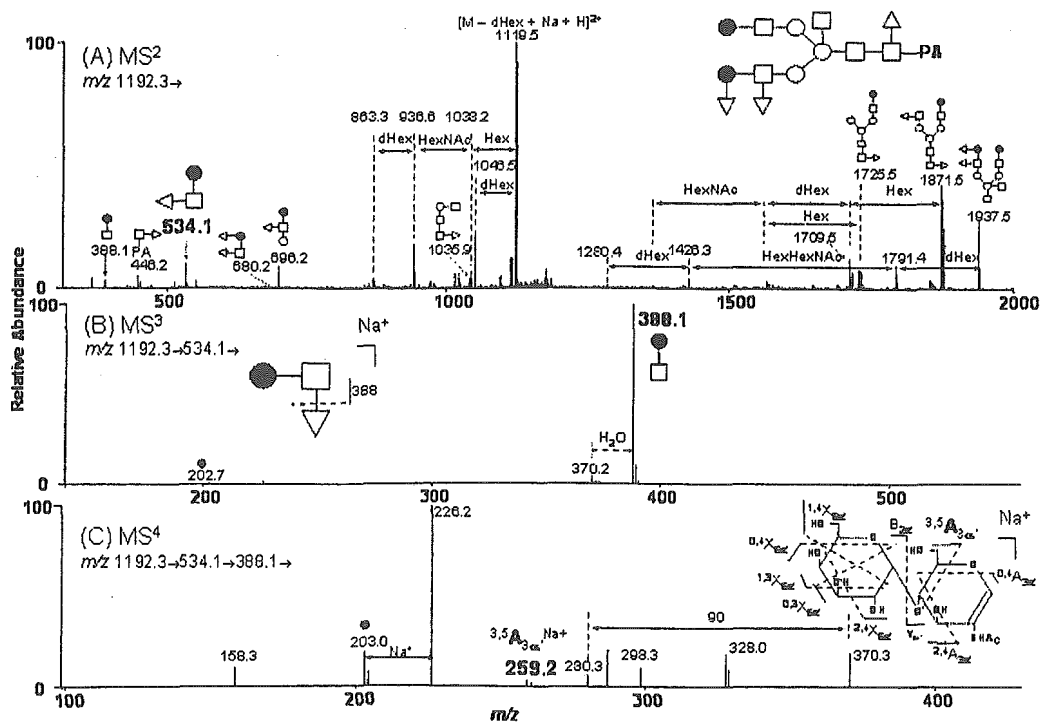 [M – dHex + Na + H]2+
1119.5
100
(A) MS2
m/z 1192.3→
PA
863.3 936.6 1038.2 Hex
dHex HexNAc
1046.5
dHex
1725.5
1871.5
1937.5
HexNAc dHex Hex
Hex
1709.5
534.1
388.1
PA
446.2
680.2
696.2
1035.9
1280.4 1426.3
dHex HexHexNAc 1791.4 dHex
0
500 1000 1500 2000
Relative Abundance
100
(B) MS3
m/z 1192.3→534.1→
Na+
388
202.7
H2O
370.2
0
200 300 400 500
100
226.2
(C) MS4
m/z 1192.3→534.1→388.1→
158.3
203.0
Na+
3,5A3α' Na+
259.2
90
298.3
328.0
370.3
Na+
HO
OH
0
100 200 300 400
m/z